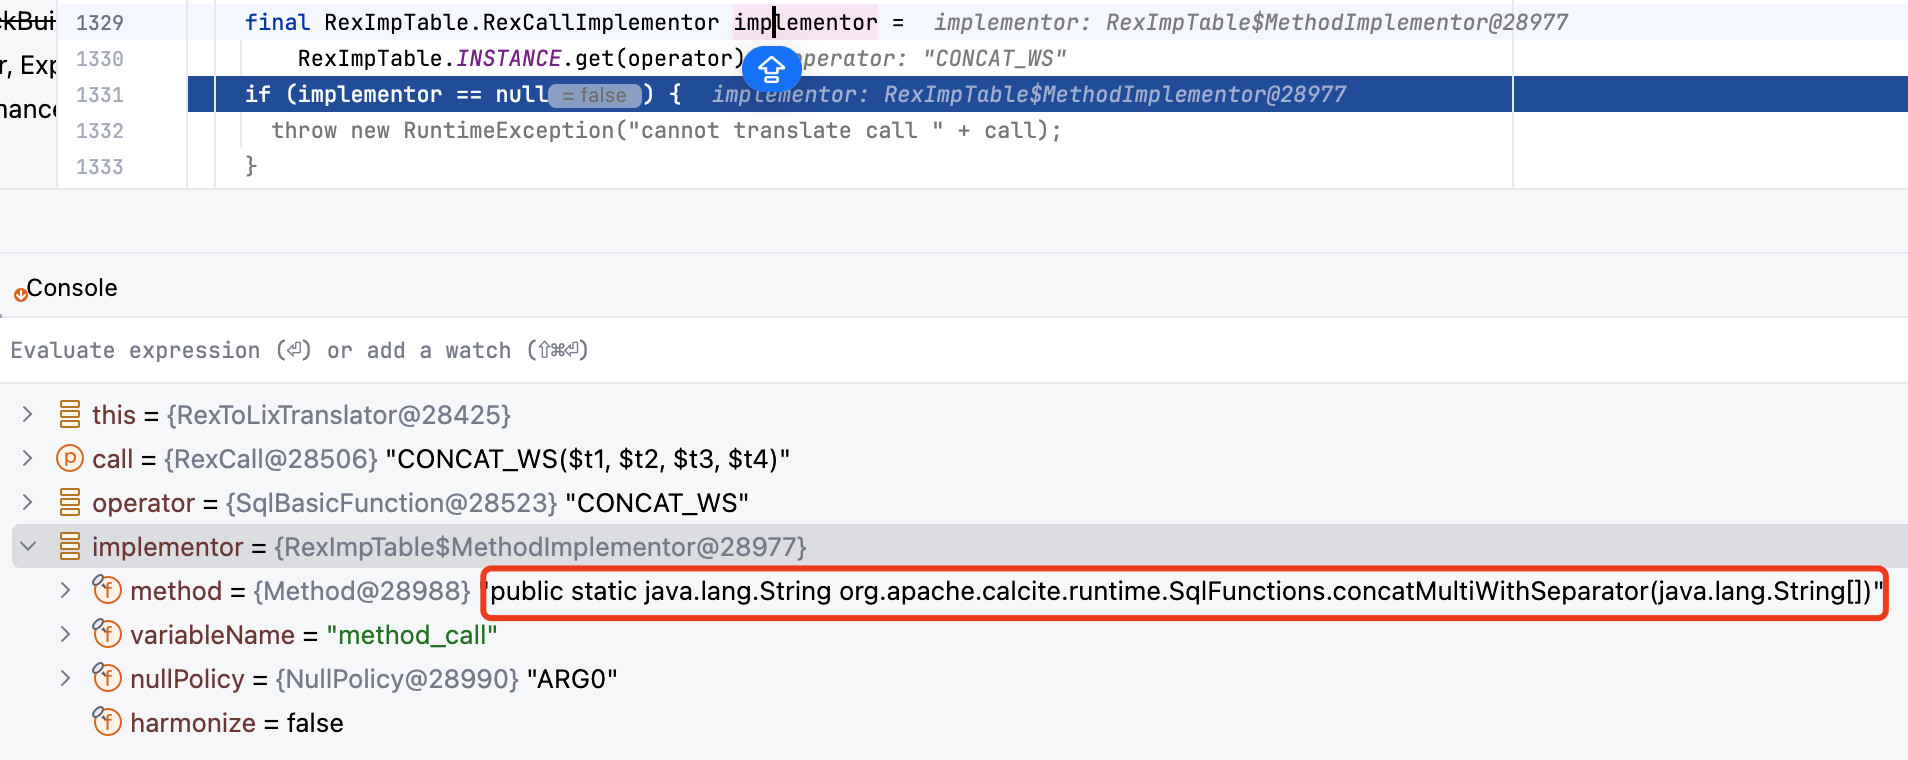 ckBui 1329 final RexImpTable.RexCallImplementor implementor = implementor: RexImpTable$MethodImplementor@28977
r, Exp 1330 RexImpTable.INSTANCE.get(operator) operator: "CONCAT_WS"
1331 if (implementor == null = false ) { implementor: RexImpTable$MethodImplementor@28977
nance 1332 throw new RuntimeException("cannot translate call " + call);
1333 }
Console
Evaluate expression (⏎) or add a watch (⇧⌘⏎)
this = {RexToLixTranslator@28425}
call = {RexCall@28506} "CONCAT_WS($t1, $t2, $t3, $t4)"
operator = {SqlBasicFunction@28523} "CONCAT_WS"
implementor = {RexImpTable$MethodImplementor@28977}
method = {Method@28988} "public static java.lang.String org.apache.calcite.runtime.SqlFunctions.concatMultiWithSeparator(java.lang.String[])"
variableName = "method_call"
nullPolicy = {NullPolicy@28990} "ARG0"
harmonize = false